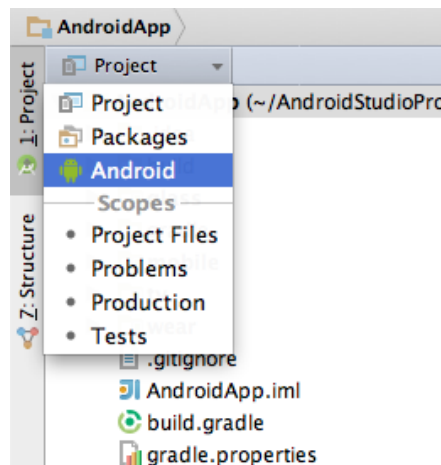 AndroidApp
1: Project
Project
Project
(~/AndroidStudioPro
Packages
Android
Scopes
Project Files
Problems
Production
Tests
7: Structure
.gitignore
AndroidApp.iml
build.gradle
gradle.properties